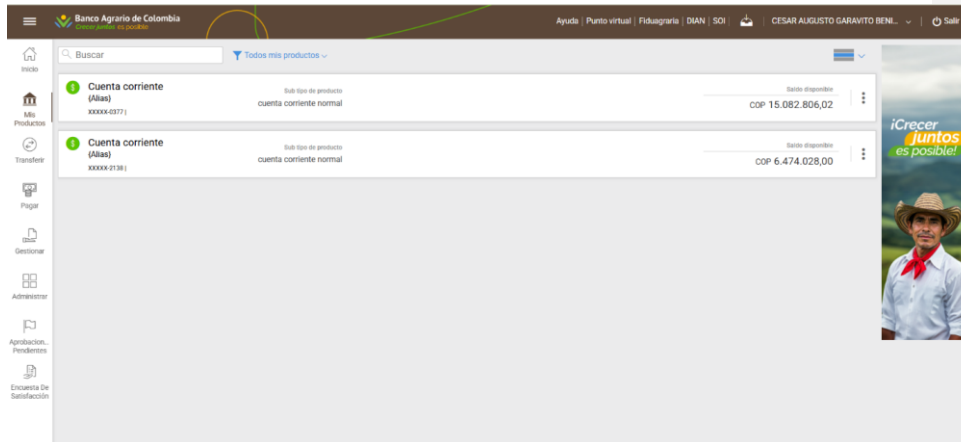 Banco Agrario de Colombia
Crecer juntos es posible
Ayuda | Punto virtual | Fiduagraria | DIAN | SOI | CESAR AUGUSTO GARAVITO BENI... | Salir
Inicio
Mis
Productos
Transferir
Pagar
Gestionar
Administrar
Aprobacion...
Pendientes
Encuesta De
Satisfacción
Buscar
Todos mis productos
Cuenta corriente
(Alias)
XXXXX-0377 |
Sub tipo de producto
cuenta corriente normal
Saldo disponible
COP 15.082.806,02
Cuenta corriente
(Alias)
XXXXX-2138 |
Sub tipo de producto
cuenta corriente normal
Saldo disponible
COP 6.474.028,00
¡Crecer
juntos
es posible!